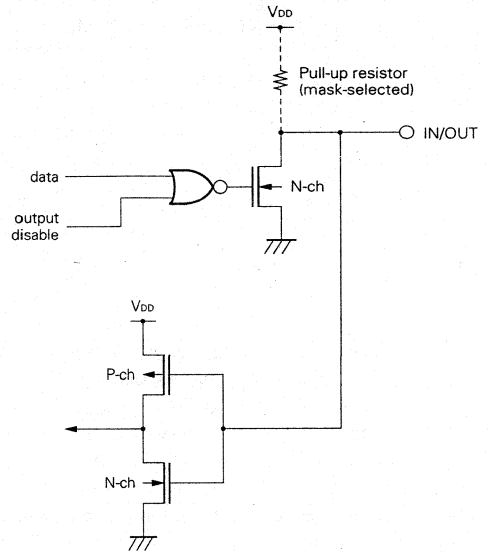 VDD
Pull-up resistor
(mask-selected)
IN/OUT
data
N-ch
output
disable
VDD
P-ch
N-ch